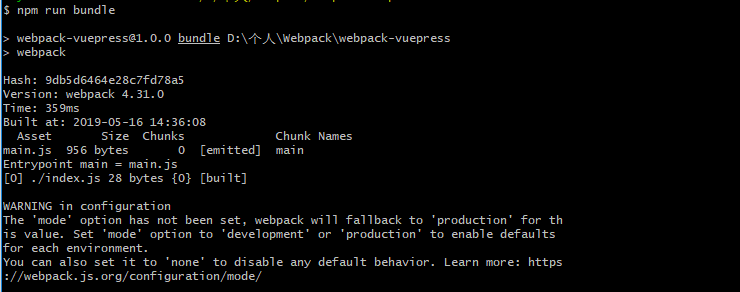 $ npm run bundle
> webpack-vuepress@1.0.0 bundle D:\个人\Webpack\webpack-vuepress
> webpack
Hash: 9db5d6464e28c7fd78a5
Version: webpack 4.31.0
Time: 359ms
Built at: 2019-05-16 14:36:08
Asset Size Chunks Chunk Names
main.js 956 bytes 0 [emitted] main
Entrypoint main = main.js
[0] ./index.js 28 bytes {0} [built]
WARNING in configuration
The 'mode' option has not been set, webpack will fallback to 'production' for th
is value. Set 'mode' option to 'development' or 'production' to enable defaults
for each environment.
You can also set it to 'none' to disable any default behavior. Learn more: https
://webpack.js.org/configuration/mode/